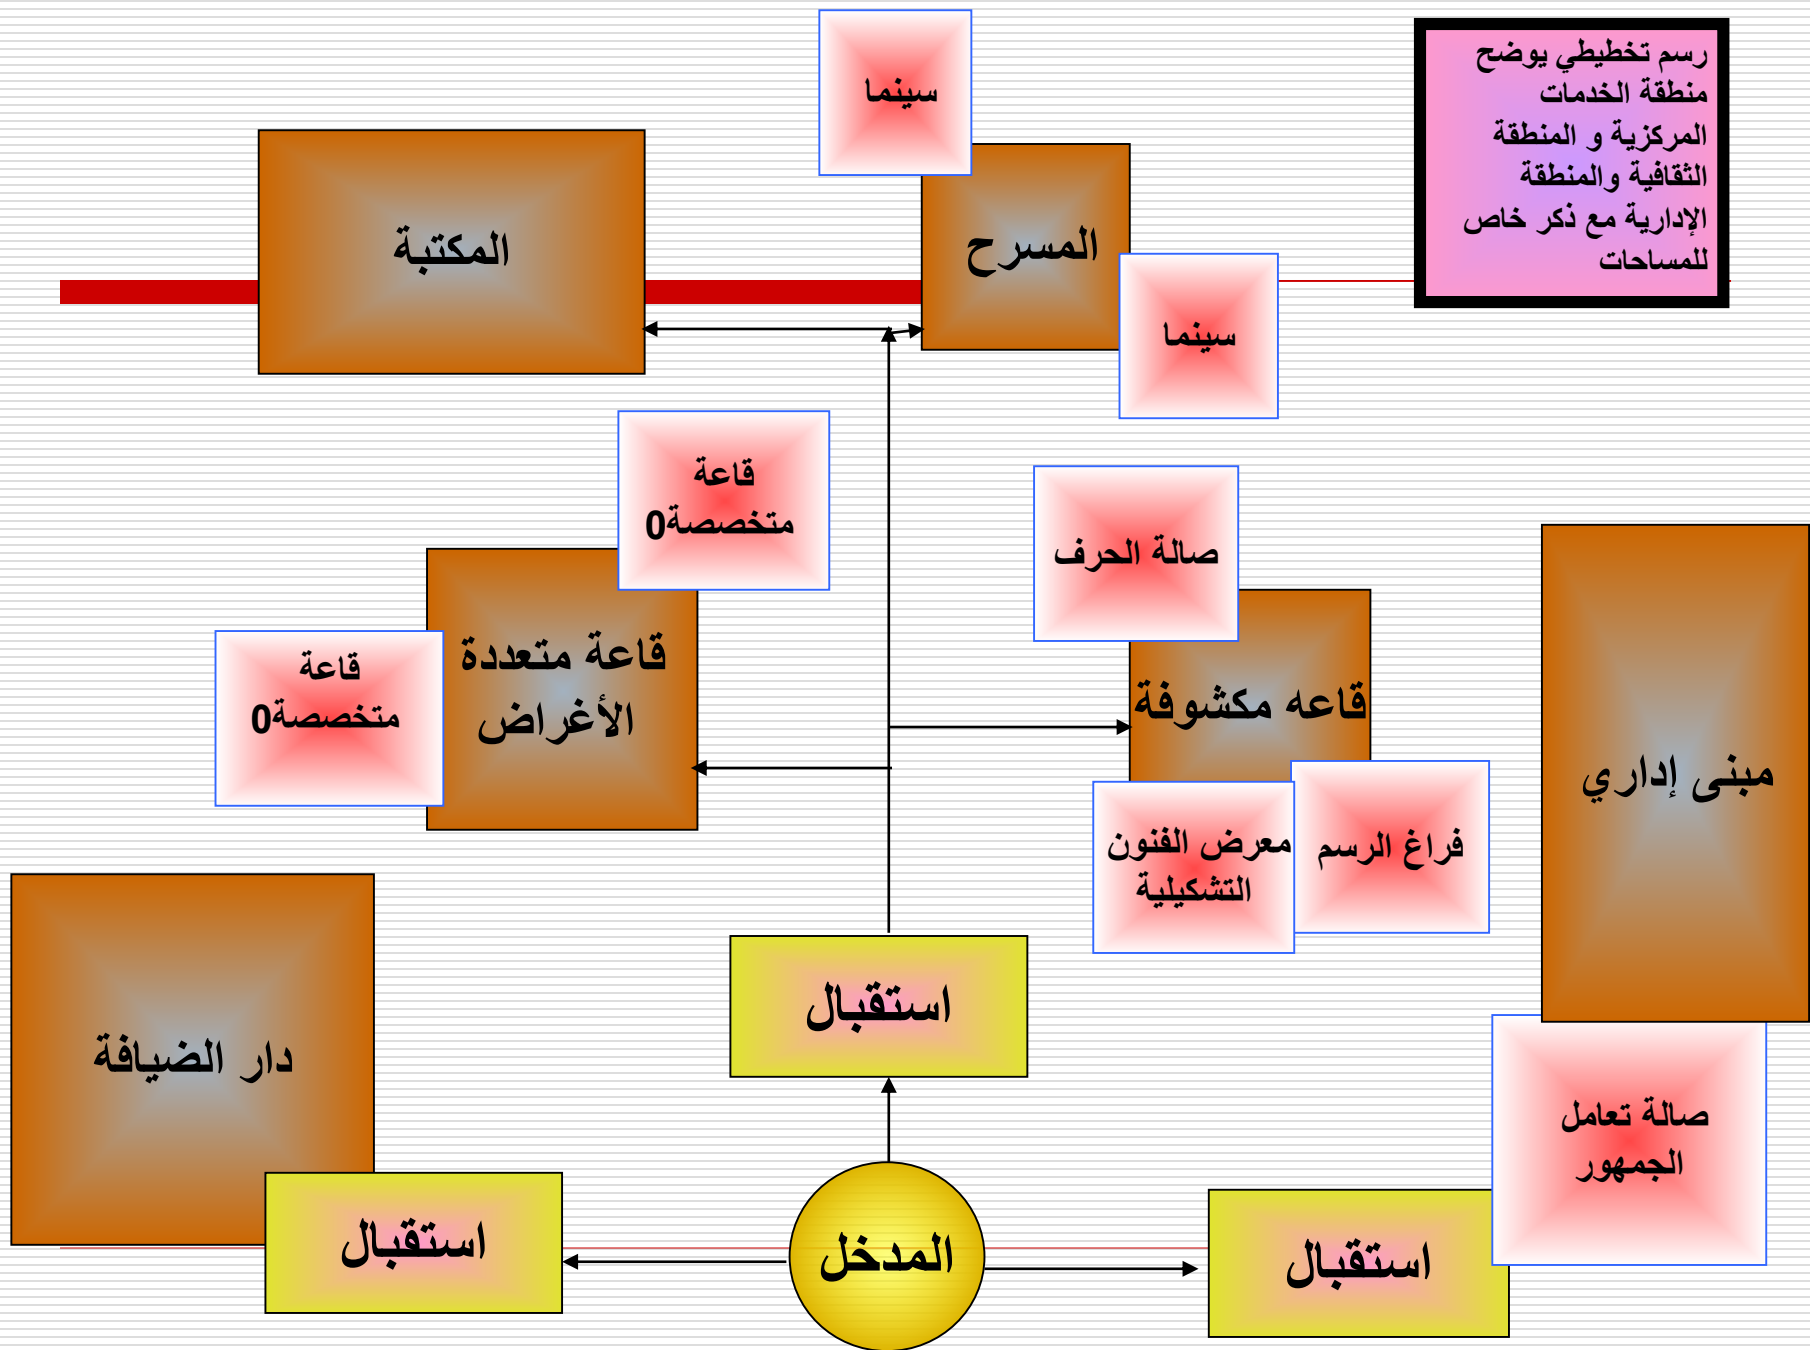 رسم تخطيطي يوضح
منطقة الخدمات
المركزية و المنطقة
الثقافية والمنطقة
الإدارية مع ذكر خاص
للمساحات
سينما
المسرح
المكتبة
سينما
قاعة
متخصصة0
صالة الحرف
قاعة متعددة
الأغراض
قاعة
متخصصة0
قاعه مكشوفة
مبنى إداري
فراغ الرسم
معرض الفنون
التشكيلية
استقبال
دار الضيافة
صالة تعامل
الجمهور
استقبال
المدخل
استقبال